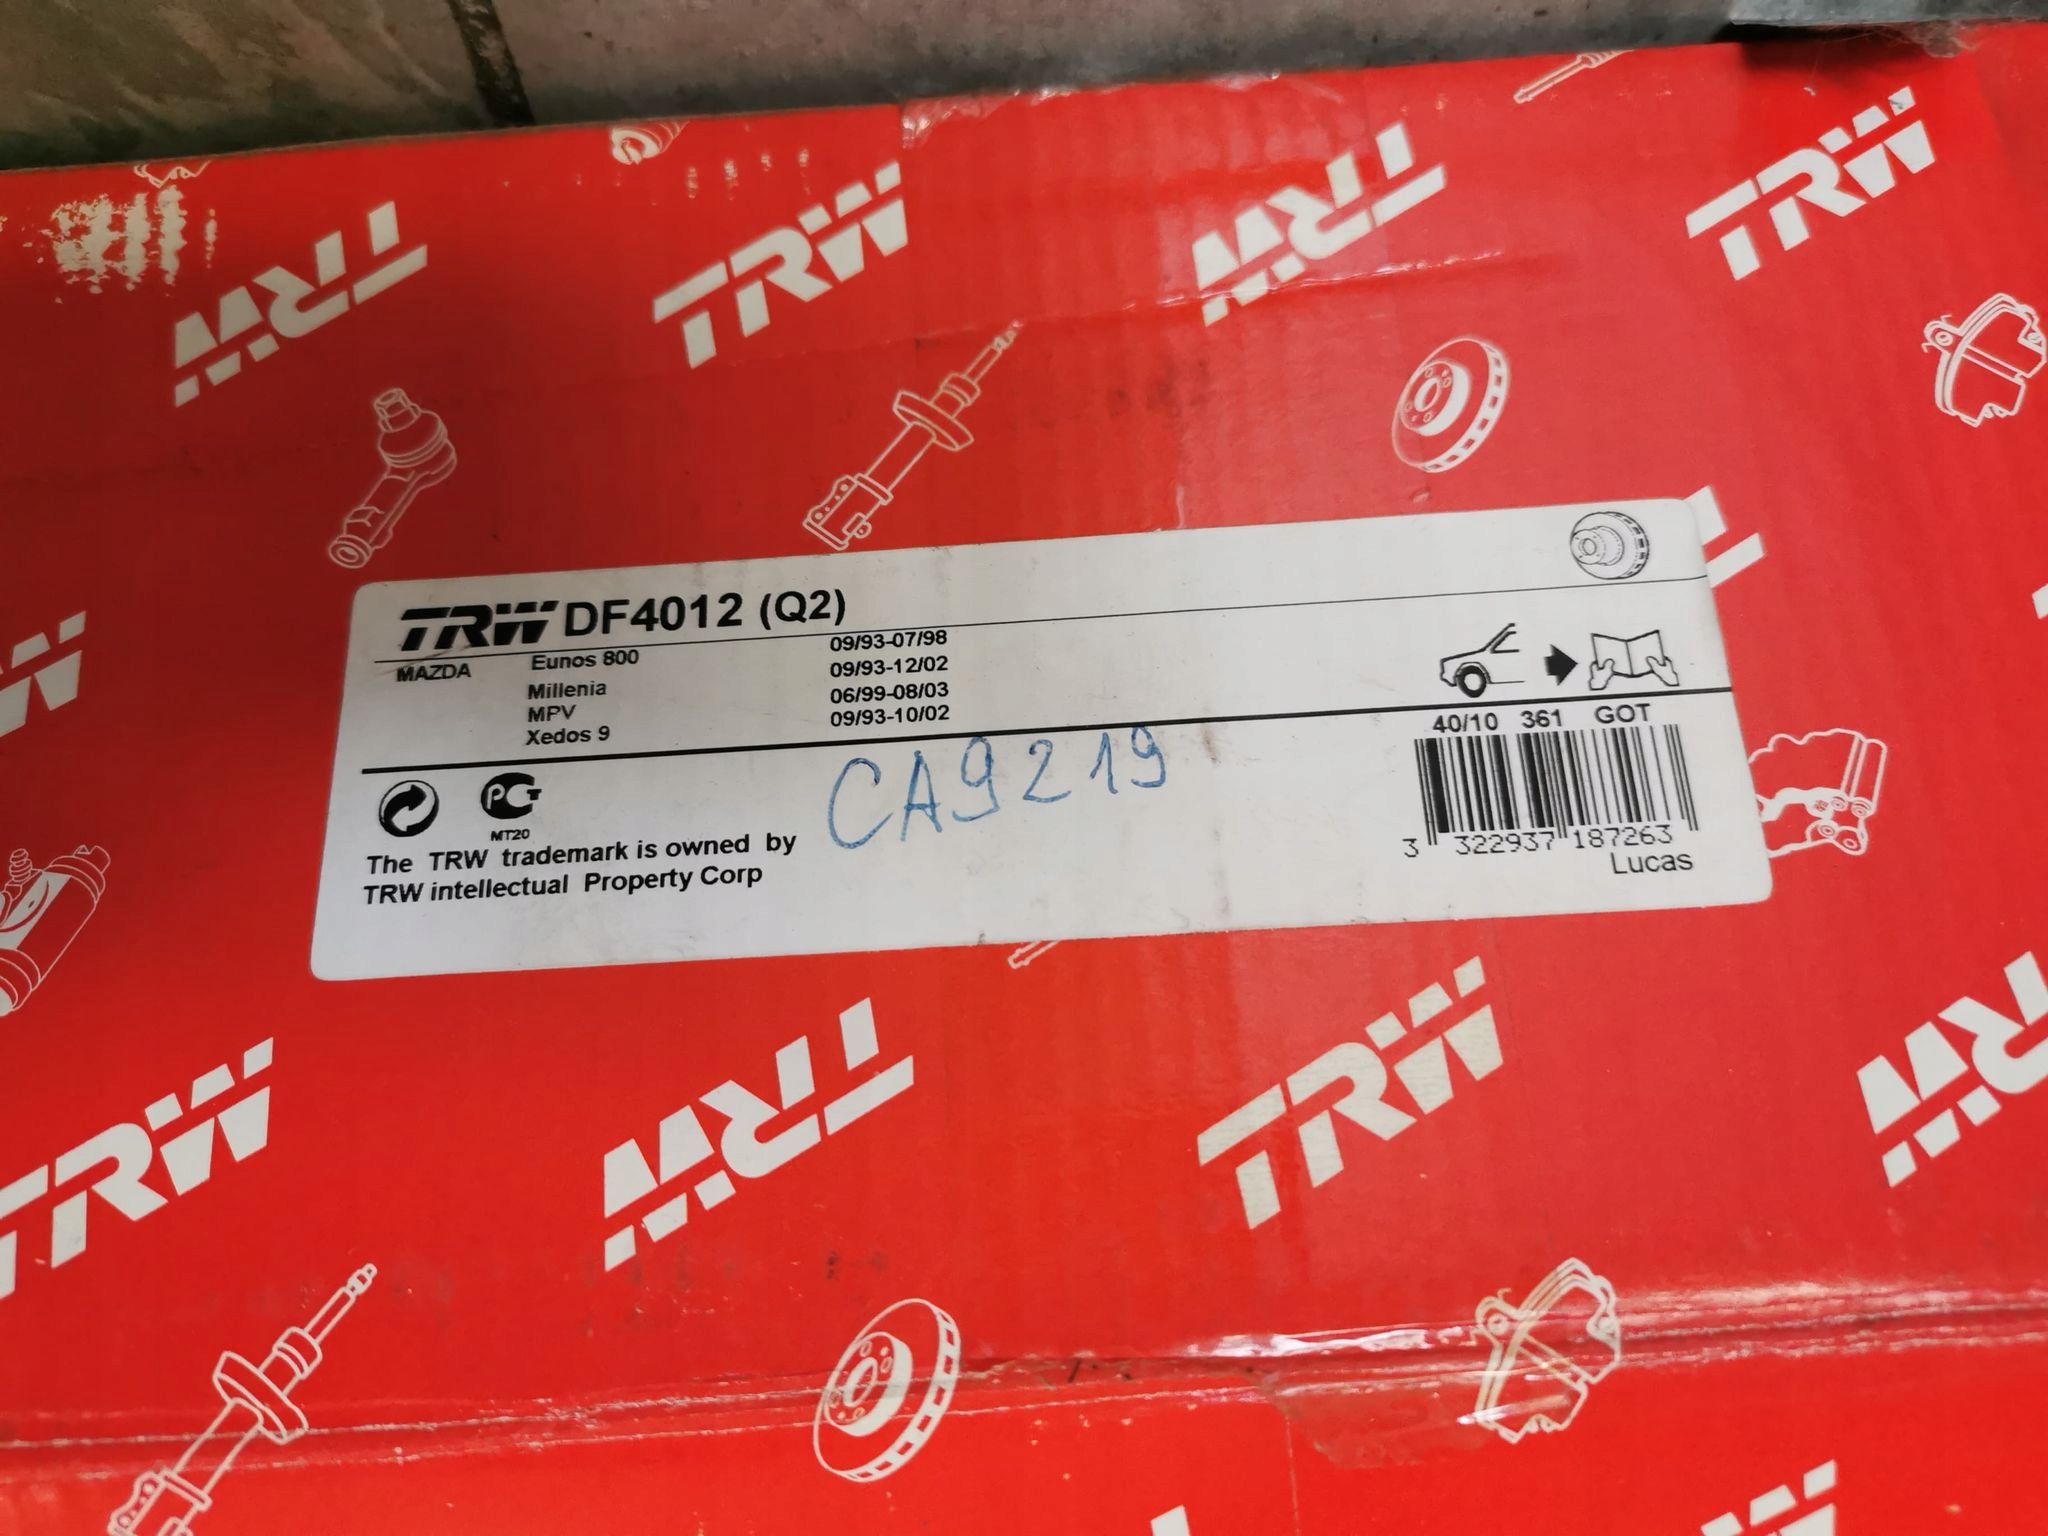 TRW TRW TRW TRW
TRW DF4012 (Q2)
MAZDA Eunos 800 09/93-07/98
Millenia 09/93-12/02
MPV 06/99-08/03
Xedos 9 09/93-10/02
40/10 361 GOT
CA9219
PCT
MT20
The TRW trademark is owned by
TRW intellectual Property Corp
3 322937 187263
Lucas
TRW TRW TRW TRW